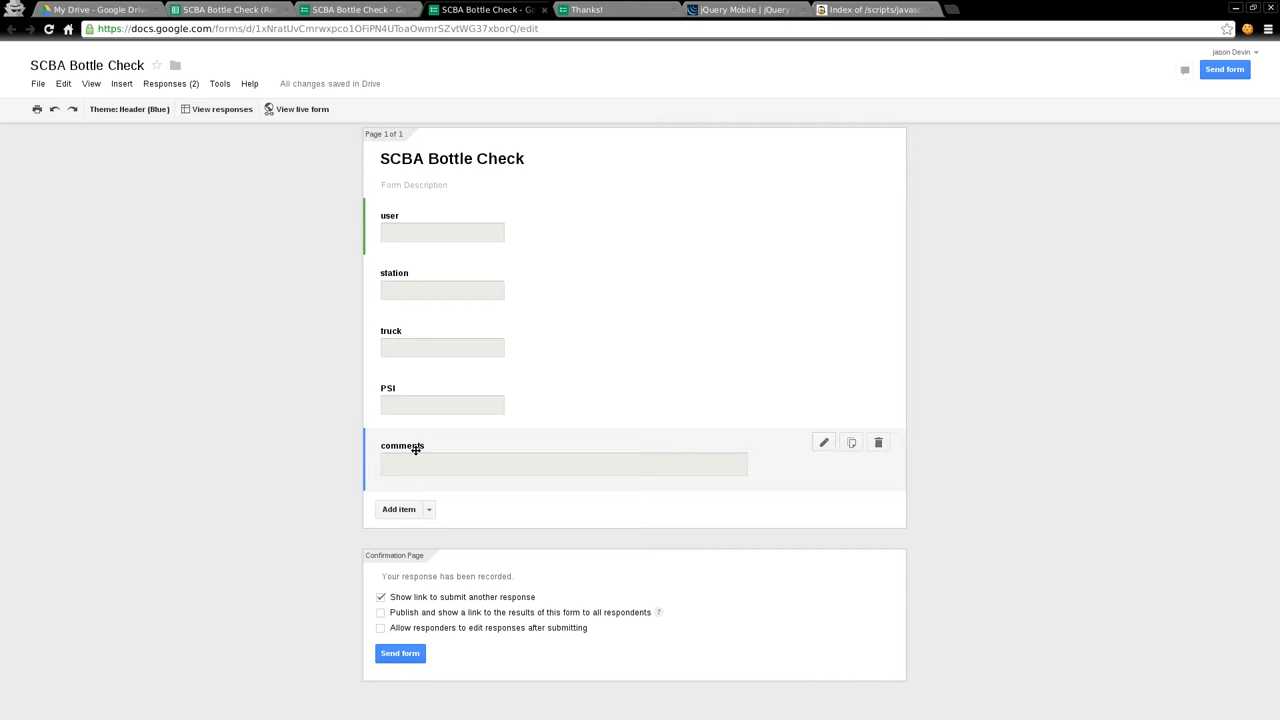 My Drive - Google Drive
SCBA Bottle Check (Re
SCBA Bottle Check - Go
SCBA Bottle Check - Go
Thanks!
jQuery Mobile | jQuery
Index of /scripts/javasc
https://docs.google.com/forms/d/1xNratUvCmrwxpco1OFiPN4UToaOwmrSZvtWG37xborQ/edit
SCBA Bottle Check
jason Devin
File Edit View Insert Responses (2) Tools Help All changes saved in Drive
Send form
Theme: Header (Blue) View responses View live form
Page 1 of 1
SCBA Bottle Check
Form Description
user
station
truck
PSI
comments
Add item
Confirmation Page
Your response has been recorded.
Show link to submit another response
Publish and show a link to the results of this form to all respondents ?
Allow responders to edit responses after submitting
Send form